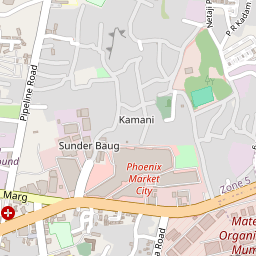 Netaji P
P R Kadam
Pipeline Road
Kamani
Sunder Baug
Phoenix
Market
City
Zone 5
ound
Marg
a Road
Mate
Organi
Mum